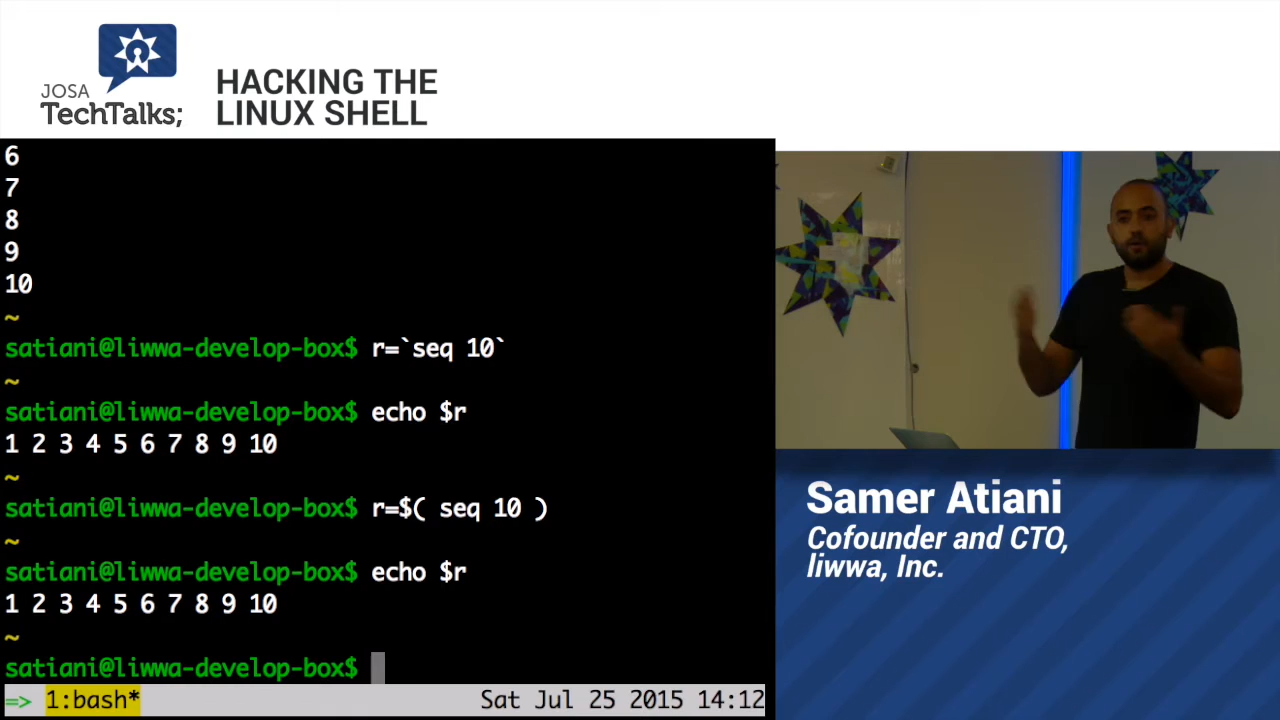 JOSA
TechTalks;
HACKING THE
LINUX SHELL
6
7
8
9
10
~
satiani@liwwa-develop-box$ r=`seq 10`
~
satiani@liwwa-develop-box$ echo $r
1 2 3 4 5 6 7 8 9 10
~
satiani@liwwa-develop-box$ r=$( seq 10 )
~
satiani@liwwa-develop-box$ echo $r
1 2 3 4 5 6 7 8 9 10
~
satiani@liwwa-develop-box$
=> 1:bash* Sat Jul 25 2015 14:12
Samer Atiani
Cofounder and CTO,
liwwa, Inc.